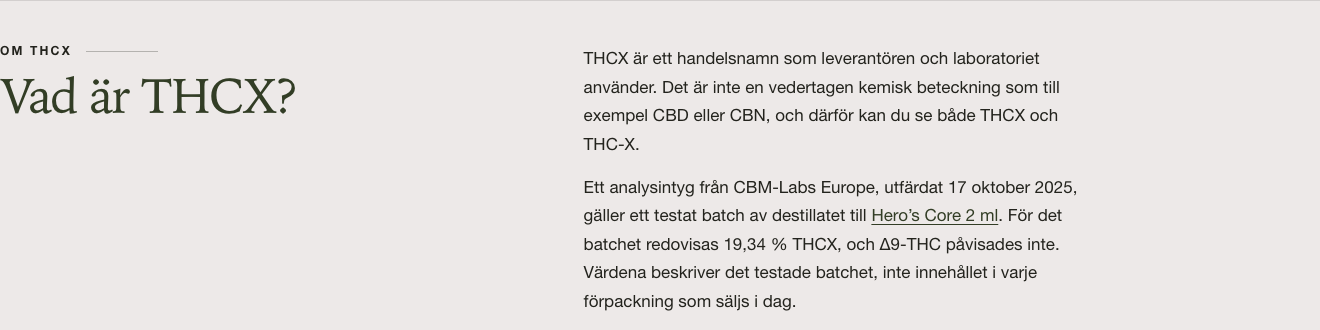 OM THCX
Vad är THCX?
THCX är ett handelsnamn som leverantören och laboratoriet
använder. Det är inte en vedertagen kemisk beteckning som till
exempel CBD eller CBN, och därför kan du se både THCX och
THC-X.
Ett analysintyg från CBM-Labs Europe, utfärdat 17 oktober 2025,
gäller ett testat batch av destillatet till Hero’s Core 2 ml. För det
batchet redovisas 19,34 % THCX, och Δ9-THC påvisades inte.
Värdena beskriver det testade batchet, inte innehållet i varje
förpackning som säljs i dag.